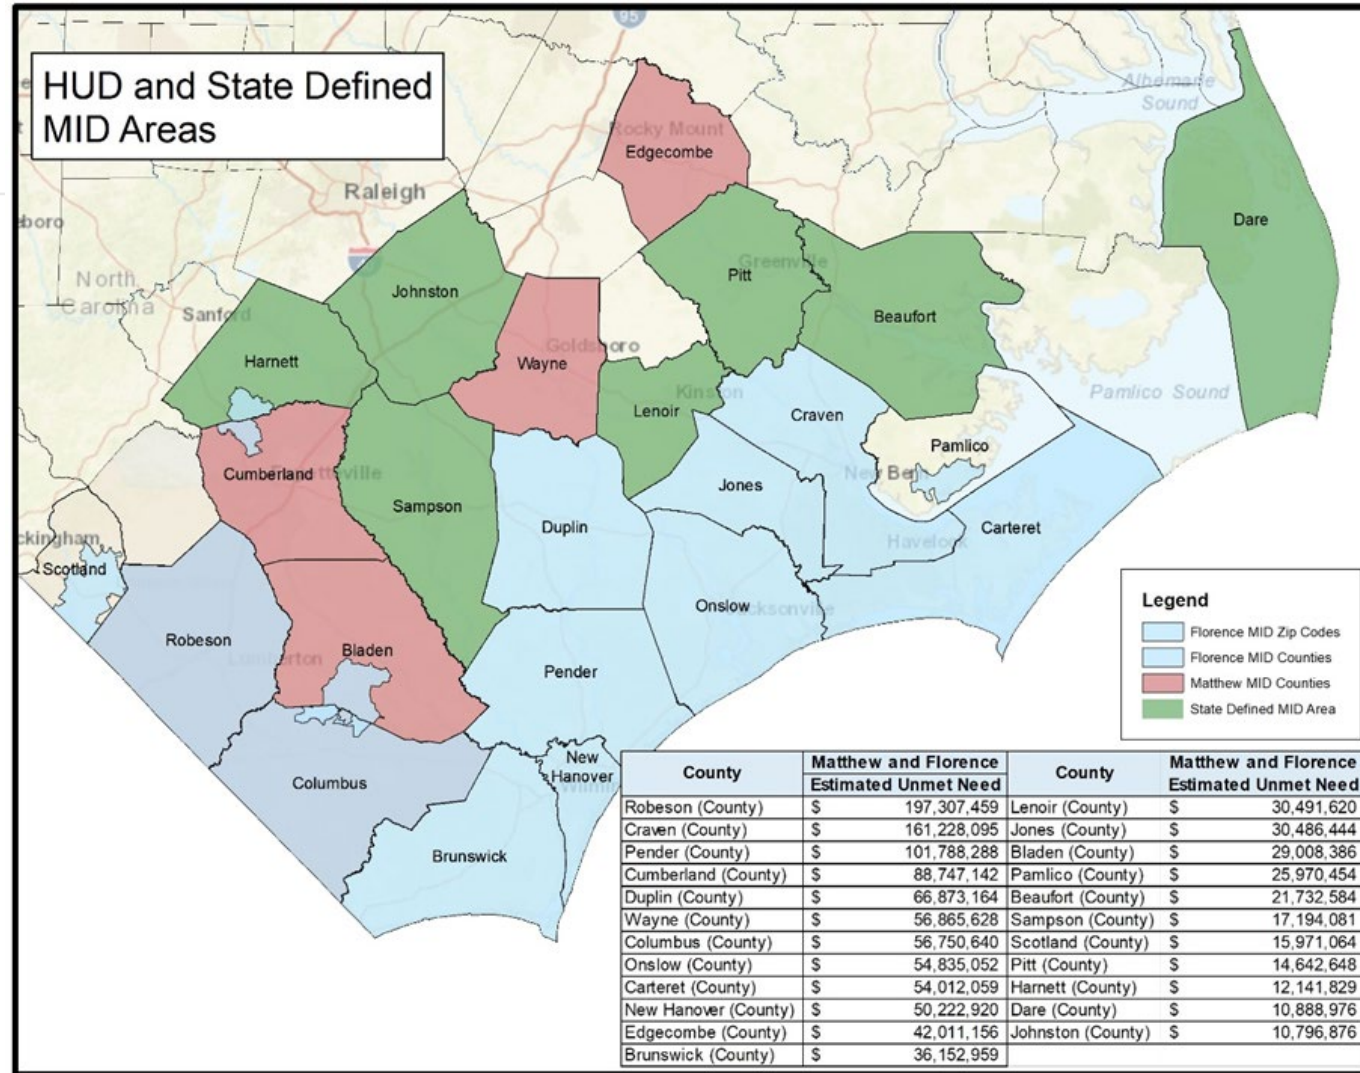 95
HUD and State Defined
MID Areas
Albemarle
Sound
Rocky Mount
Edgecombe
Raleigh
Dare
North
Carolina
Sanford
Johnston
Greenville
Pitt
Beaufort
Harnett
Goldsboro
Wayne
Kinston
Lenoir
Pamlico Sound
Craven
Pamlico
New Bern
Cumberland
Jones
Sampson
Duplin
Carteret
Havelock
Scotland
Onslow
Robeson
Bladen
Pender
Columbus
New
Hanover
Brunswick
Legend
Florence MID Zip Codes
Florence MID Counties
Matthew MID Counties
State Defined MID Area
County Matthew and Florence Estimated Unmet Need County Matthew and Florence Estimated Unmet Need
Robeson (County) $ 197,307,459 Lenoir (County) $ 30,491,620
Craven (County) $ 161,228,095 Jones (County) $ 30,486,444
Pender (County) $ 101,788,288 Bladen (County) $ 29,008,386
Cumberland (County) $ 88,747,142 Pamlico (County) $ 25,970,454
Duplin (County) $ 66,873,164 Beaufort (County) $ 21,732,584
Wayne (County) $ 56,865,628 Sampson (County) $ 17,194,081
Columbus (County) $ 56,750,640 Scotland (County) $ 15,971,064
Onslow (County) $ 54,835,052 Pitt (County) $ 14,642,648
Carteret (County) $ 54,012,059 Harnett (County) $ 12,141,829
New Hanover (County) $ 50,222,920 Dare (County) $ 10,888,976
Edgecombe (County) $ 42,011,156 Johnston (County) $ 10,796,876
Brunswick (County) $ 36,152,959